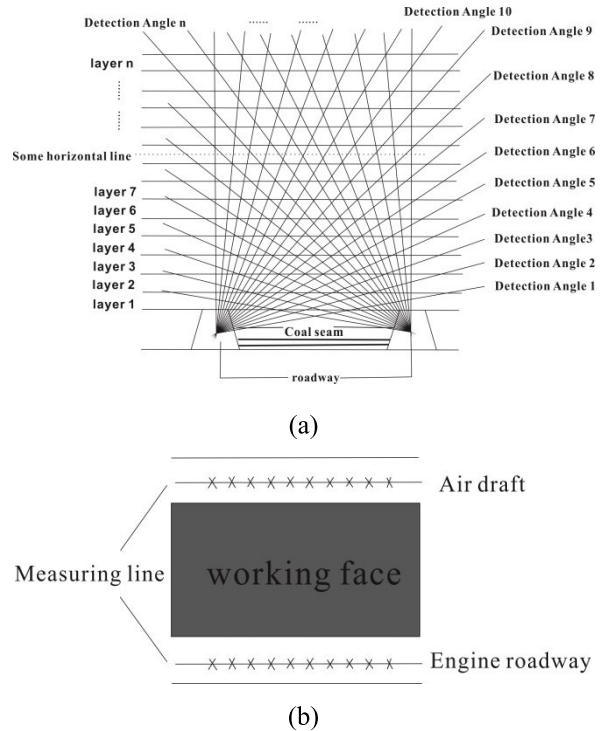 Detection Angle n
......
......
Detection Angle 10
Detection Angle 9
layer n
Detection Angle 8
......
......
Detection Angle 7
Some horizontal line
Detection Angle 6
layer 7
Detection Angle 5
layer 6
Detection Angle 4
layer 5
Detection Angle3
layer 4
Detection Angle 2
layer 3
Detection Angle 1
layer 2
layer 1
Coal seam
roadway
(a)
Air draft
Measuring line
working face
Engine roadway
(b)